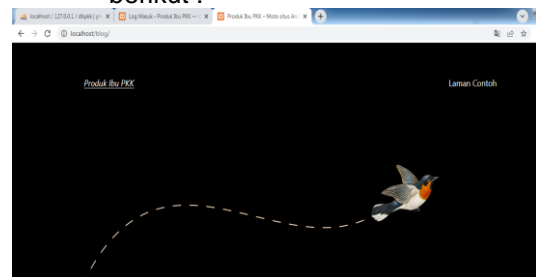 berikut :
localhost / 127.0.0.1 / dbpkk | p
Log Masuk ‹ Produk Ibu PKK —
Produk Ibu PKK – Moto situs An
localhost/blog/
Produk Ibu PKK
Laman Contoh